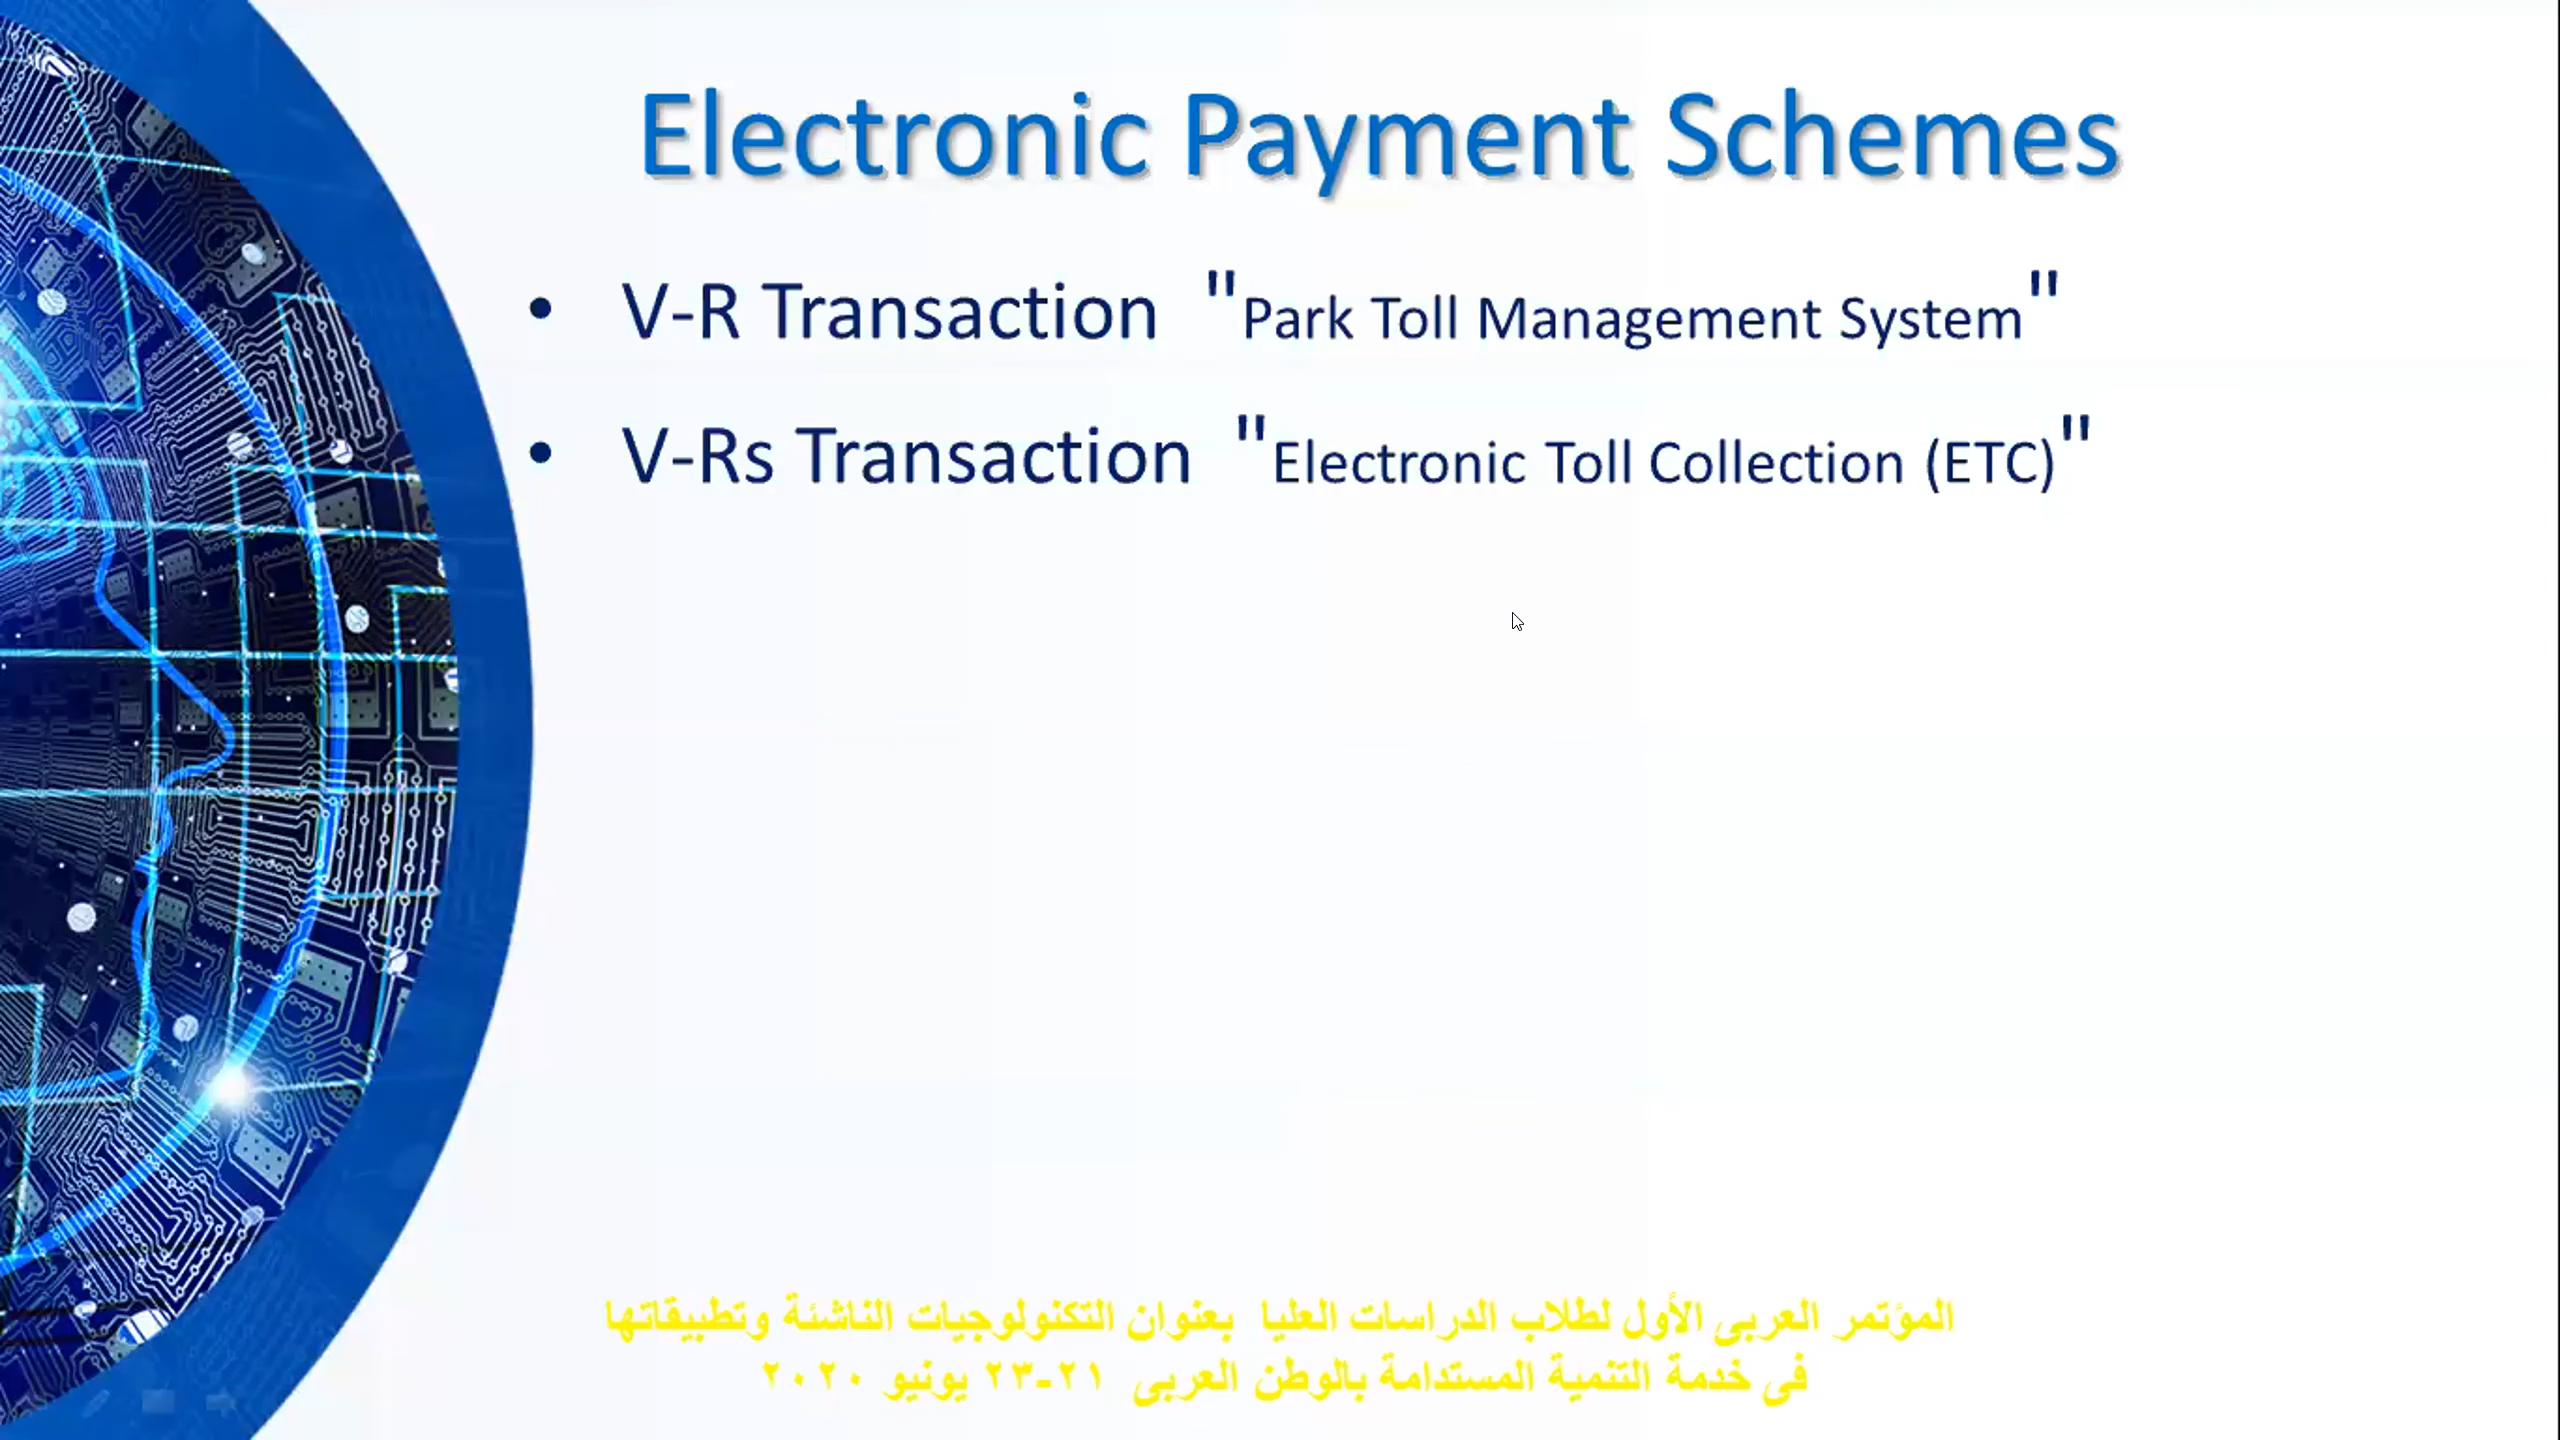 Electronic Payment Schemes
• V-R Transaction "Park Toll Management System"
• V-Rs Transaction "Electronic Toll Collection (ETC)"
المؤتمر العربى الأول لطلاب الدراسات العليا بعنوان التكنولوجيات الناشئة وتطبيقاتها
فى خدمة التنمية المستدامة بالوطن العربى ٢١-٢٣ يونيو ٢٠٢٠